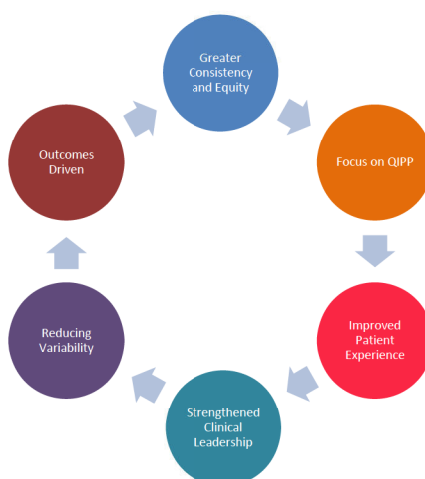 Greater
Consistency
and Equity
Focus on QIPP
Improved
Patient
Experience
Strengthened
Clinical
Leadership
Reducing
Variability
Outcomes
Driven